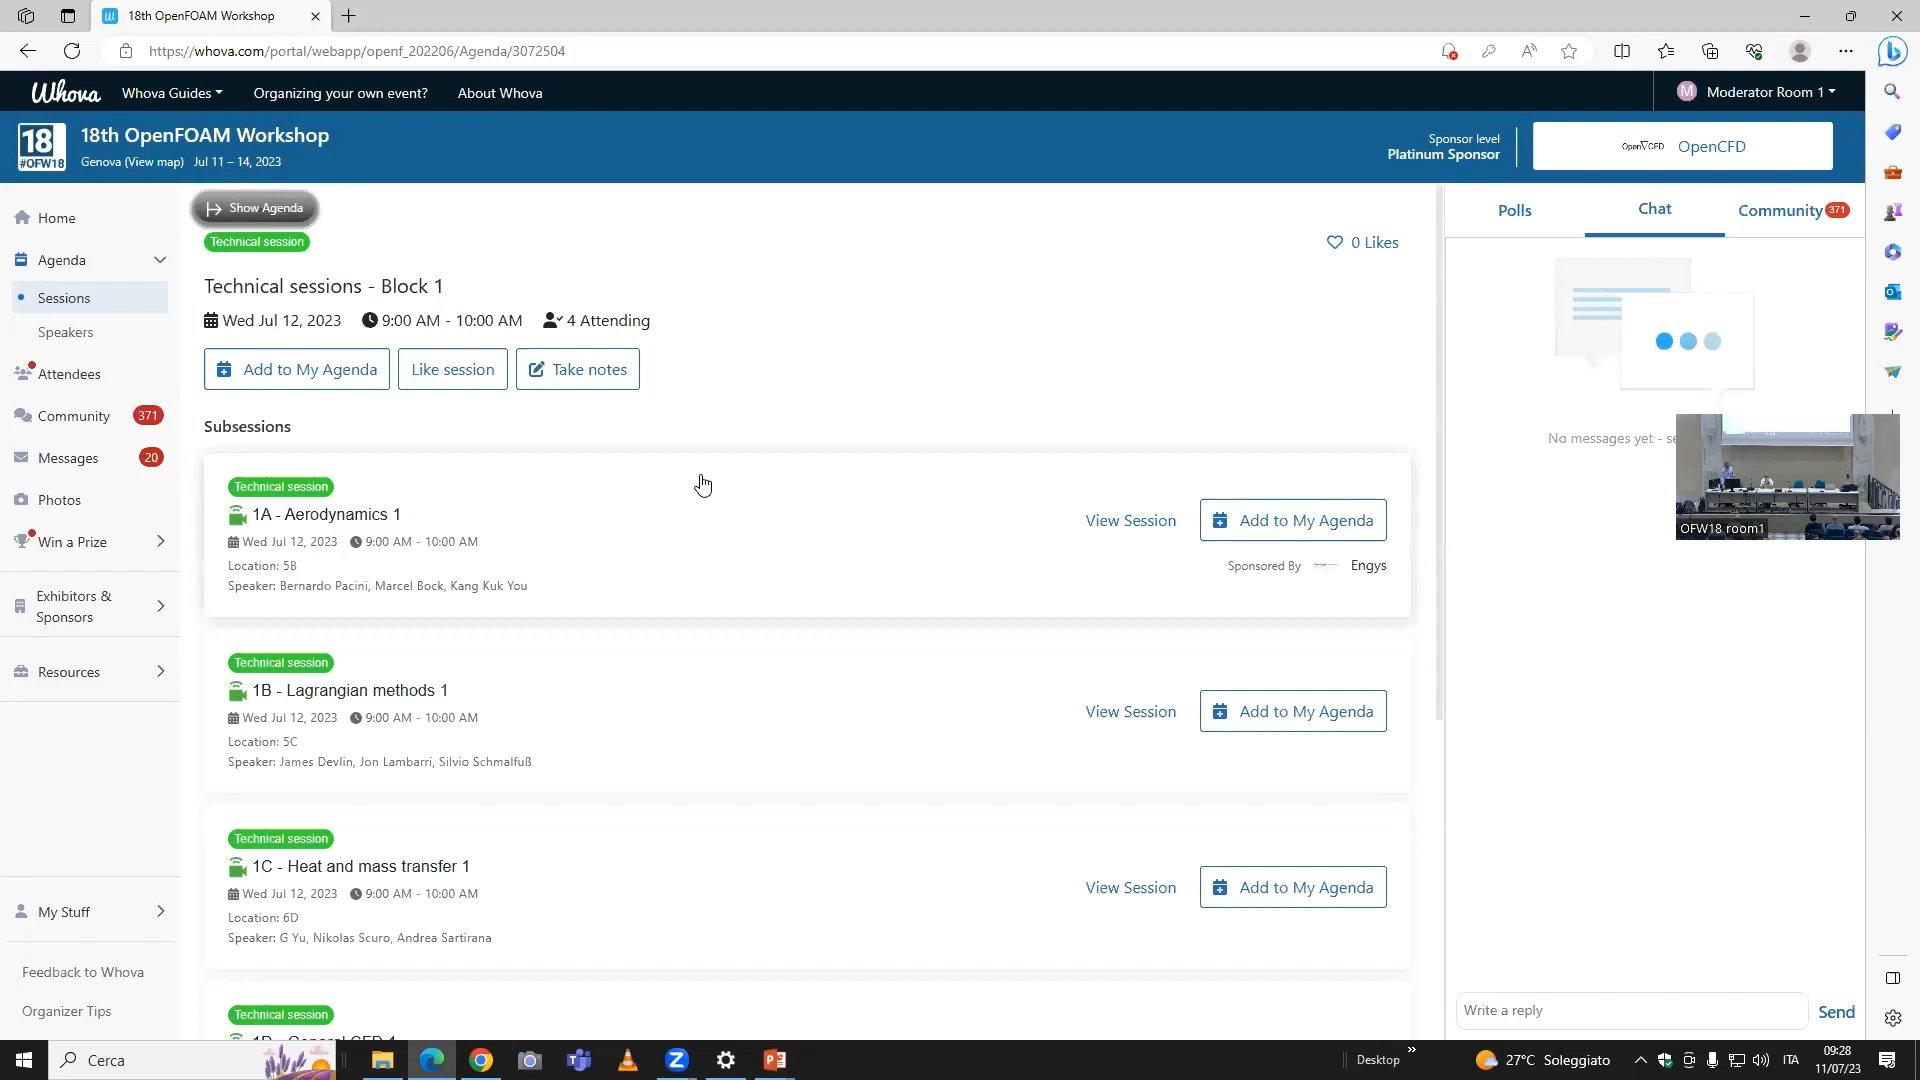 18th OpenFOAM Workshop
https://whova.com/portal/webapp/openf_202206/Agenda/3072504
Whova
Whova Guides
Organizing your own event?
About Whova
M
Moderator Room 1
18
#OFW18
18th OpenFOAM Workshop
Genova (View map) Jul 11 – 14, 2023
Sponsor level
Platinum Sponsor
Open∇CFD
OpenCFD
Home
Agenda
Sessions
Speakers
Attendees
Community 371
Messages 20
Photos
Win a Prize
Exhibitors &
Sponsors
Resources
My Stuff
Feedback to Whova
Organizer Tips
Show Agenda
Technical session
0 Likes
Technical sessions - Block 1
Wed Jul 12, 2023 9:00 AM - 10:00 AM 4 Attending
Add to My Agenda
Like session
Take notes
Subsessions
Technical session
1A - Aerodynamics 1
Wed Jul 12, 2023 9:00 AM - 10:00 AM
Location: 5B
Speaker: Bernardo Pacini, Marcel Bock, Kang Kuk You
View Session
Add to My Agenda
Sponsored By Engys
Technical session
1B - Lagrangian methods 1
Wed Jul 12, 2023 9:00 AM - 10:00 AM
Location: 5C
Speaker: James Devlin, Jon Lambarri, Silvio Schmalfuß
View Session
Add to My Agenda
Technical session
1C - Heat and mass transfer 1
Wed Jul 12, 2023 9:00 AM - 10:00 AM
Location: 6D
Speaker: G Yu, Nikolas Scuro, Andrea Sartirana
View Session
Add to My Agenda
Technical session
1D - General CFD 1
Polls
Chat
Community 371
No messages yet - se
OFW18 room1
Write a reply
Send
Cerca
Desktop
27°C Soleggiato
ITA
09:28
11/07/23